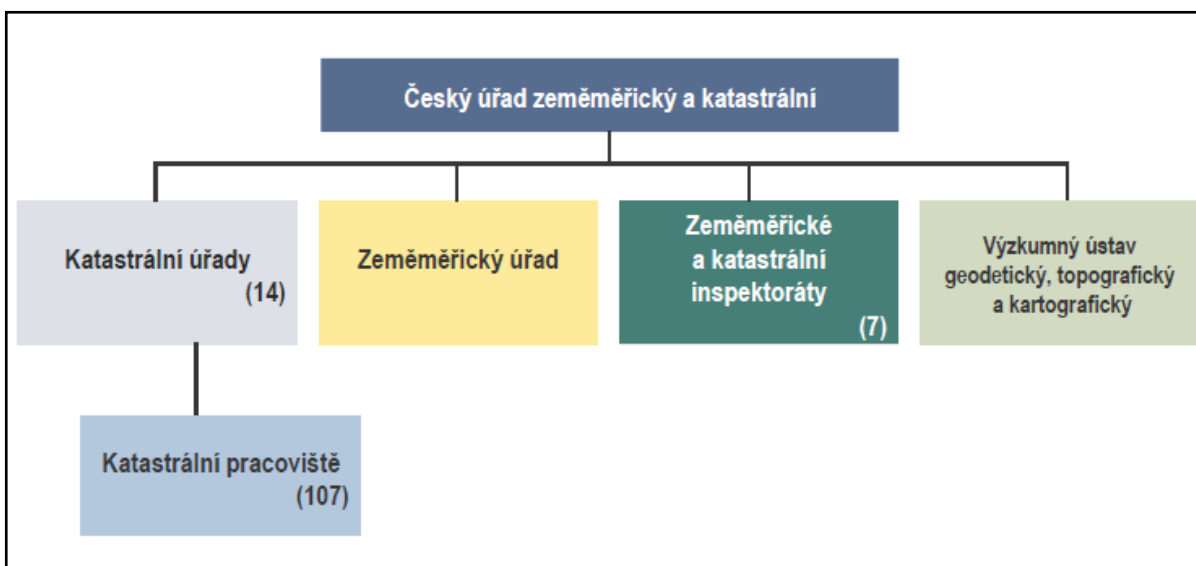 Český úřad zeměměřický a katastrální
Katastrální úřady
(14)
Zeměměřický úřad
Zeměměřické
a katastrální
inspektoráty
(7)
Výzkumný ústav
geodetický, topografický
a kartografický
Katastrální pracoviště
(107)